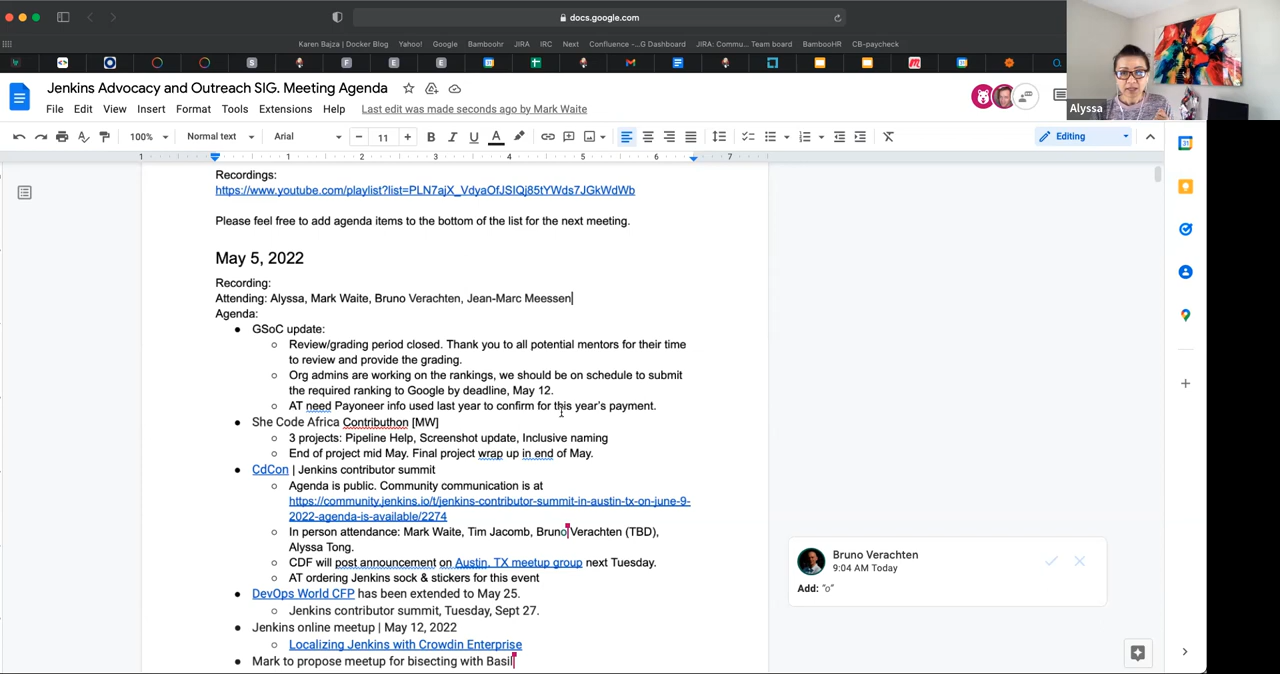 docs.google.com
Karen Bajza | Docker Blog Yahoo! Google Bamboohr JIRA IRC Next Confluence -...G Dashboard JIRA: Commu... Team board BambooHR CB-paycheck
Alyssa
Jenkins Advocacy and Outreach SIG. Meeting Agenda
File Edit View Insert Format Tools Help Last edit was made seconds ago by Mark Waite
100% Normal text Arial 11 Editing
1 1 2 3 4 5 6 7
Recordings:
https://www.youtube.com/playlist?list=PLN7ajX_VdyaOfJSIQj85tYWds7JGkWdWb
Please feel free to add agenda items to the bottom of the list for the next meeting.
May 5, 2022
Recording:
Attending: Alyssa, Mark Waite, Bruno Verachten, Jean-Marc Meessen
Agenda:
● GSoC update:
○ Review/grading period closed. Thank you to all potential mentors for their time
to review and provide the grading.
○ Org admins are working on the rankings, we should be on schedule to submit
the required ranking to Google by deadline, May 12.
○ AT need Payoneer info used last year to confirm for this year's payment.
● She Code Africa Contributhon [MW]
○ 3 projects: Pipeline Help, Screenshot update, Inclusive naming
○ End of project mid May. Final project wrap up in end of May.
● CdCon | Jenkins contributor summit
○ Agenda is public. Community communication is at
https://community.jenkins.io/t/jenkins-contributor-summit-in-austin-tx-on-june-9-
2022-agenda-is-available/2274
○ In person attendance: Mark Waite, Tim Jacomb, Bruno Verachten (TBD),
Alyssa Tong.
○ CDF will post announcement on Austin, TX meetup group next Tuesday.
○ AT ordering Jenkins sock & stickers for this event
● DevOps World CFP has been extended to May 25.
○ Jenkins contributor summit, Tuesday, Sept 27.
● Jenkins online meetup | May 12, 2022
○ Localizing Jenkins with Crowdin Enterprise
● Mark to propose meetup for bisecting with Basil
Bruno Verachten
9:04 AM Today
Add: "o"